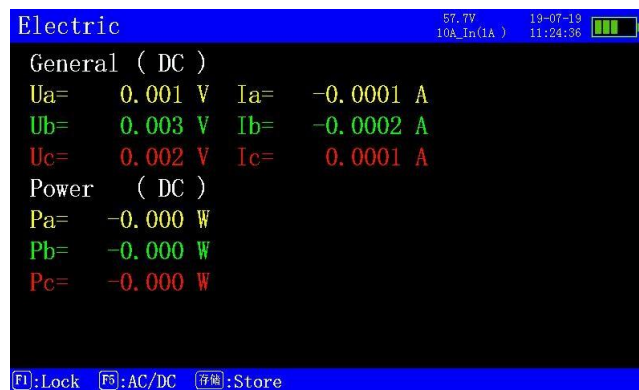 Electric
57.7V 19-07-19
10A_In(1A ) 11:24:36
General ( DC )
Ua= 0.001 V Ia= -0.0001 A
Ub= 0.003 V Ib= -0.0002 A
Uc= 0.002 V Ic= 0.0001 A
Power ( DC )
Pa= -0.000 W
Pb= -0.000 W
Pc= -0.000 W
F1:Lock F5:AC/DC 存储:Store